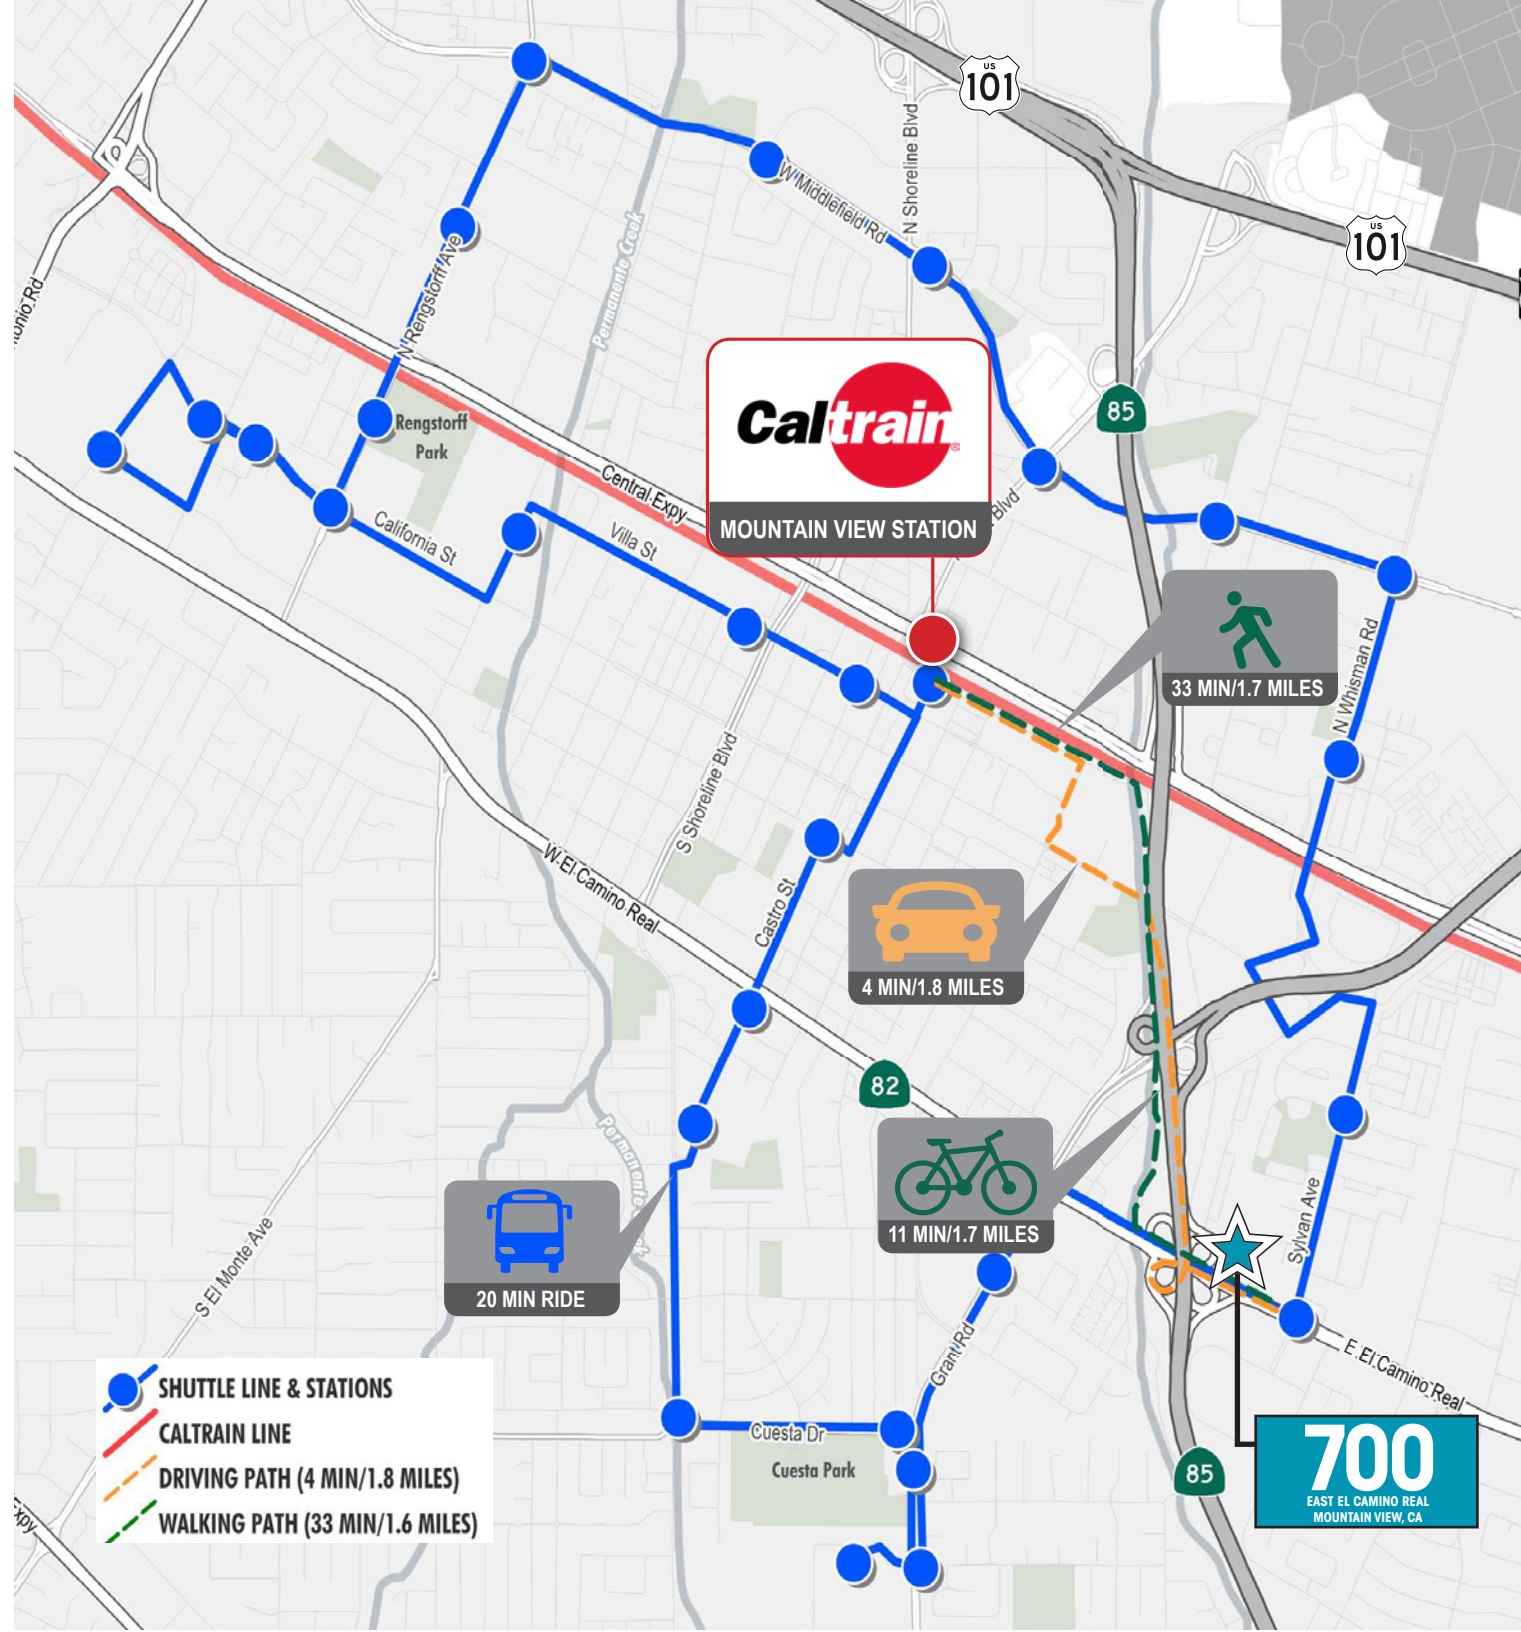 US
101
N Shoreline Blvd
W Middlefield Rd
US
101
Permanente Creek
N Rengstorff Ave
85
Caltrain
®
MOUNTAIN VIEW STATION
Rengstorff
Park
Central Expy
Blvd
California St
Villa St
33 MIN/1.7 MILES
N Whisman Rd
S Shoreline Blvd
W El Camino Real
Castro St
4 MIN/1.8 MILES
82
11 MIN/1.7 MILES
Permanente
20 MIN RIDE
S El Monte Ave
Sylvan Ave
Grant Rd
E El Camino Real
SHUTTLE LINE & STATIONS
CALTRAIN LINE
DRIVING PATH (4 MIN/1.8 MILES)
WALKING PATH (33 MIN/1.6 MILES)
Cuesta Dr
Cuesta Park
85
700
EAST EL CAMINO REAL
MOUNTAIN VIEW, CA